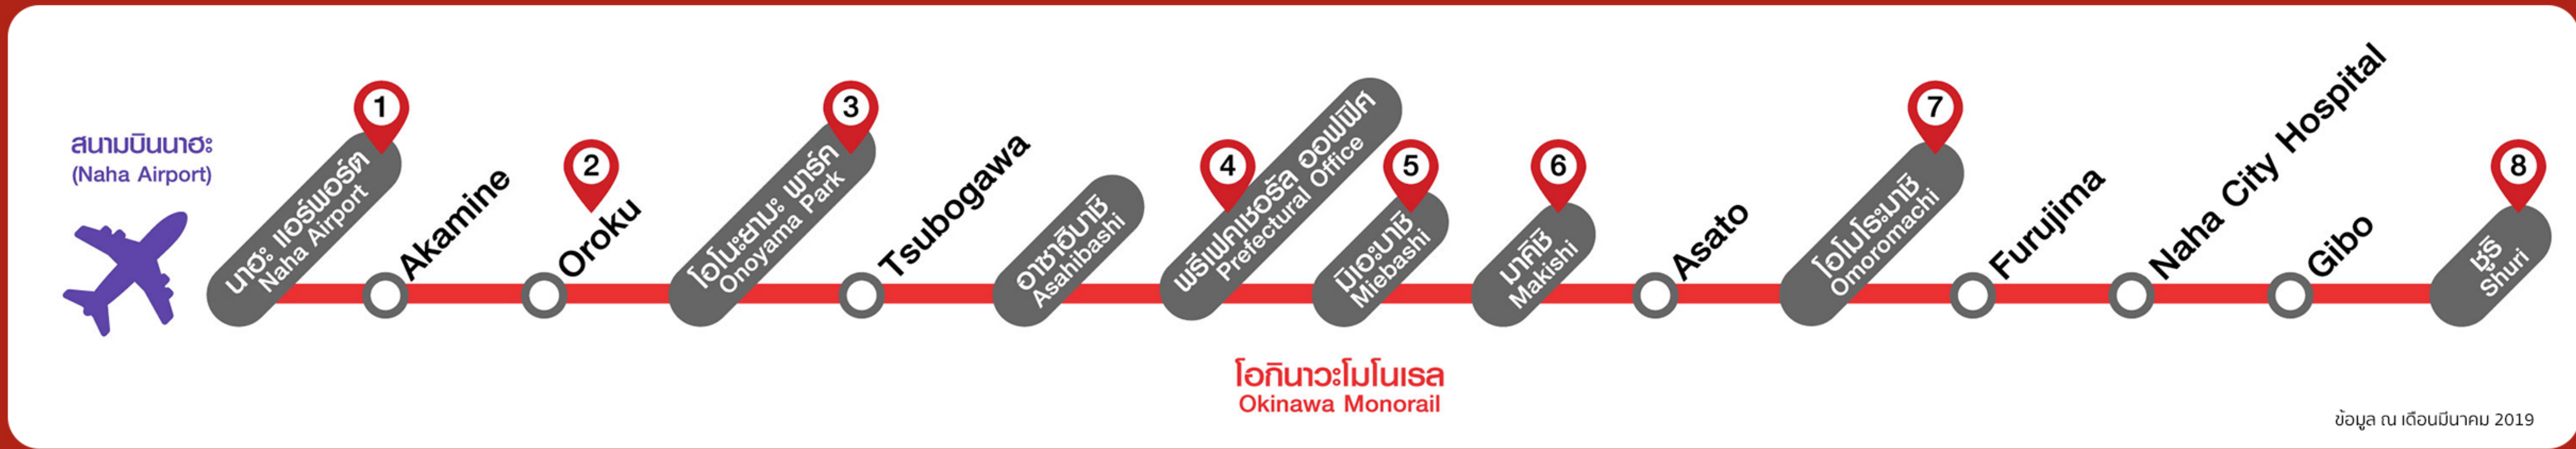 สนามบินนาฮะ
(Naha Airport)
1
นาฮะ แอร์พอร์ต
Naha Airport
Akamine
2
Oroku
3
โอโนะยามะ พาร์ค
Onoyama Park
Tsubogawa
อาซาฮิบาชิ
Asahibashi
4
พรีเฟคเชอรัล ออฟฟิศ
Prefectural Office
5
มิเอะบาชิ
Miebashi
6
มาคิชิ
Makishi
Asato
7
โอโมโระมาชิ
Omoromachi
Furujima
Naha City Hospital
Gibo
8
ชูริ
Shuri
โอกินาวะโมโนเรล
Okinawa Monorail
ข้อมูล ณ เดือนมีนาคม 2019